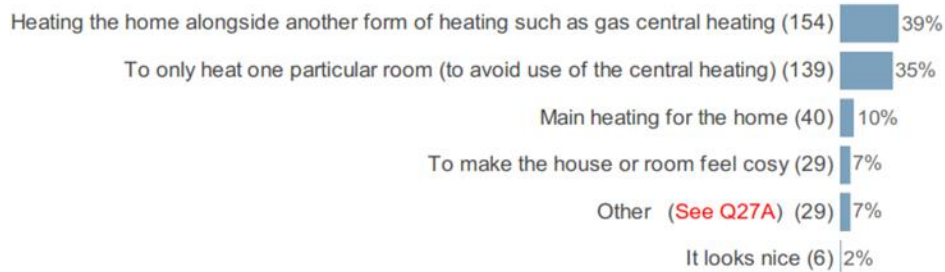 Heating the home alongside another form of heating such as gas central heating (154) 39%
To only heat one particular room (to avoid use of the central heating) (139) 35%
Main heating for the home (40) 10%
To make the house or room feel cosy (29) 7%
Other (See Q27A) (29) 7%
It looks nice (6) 2%